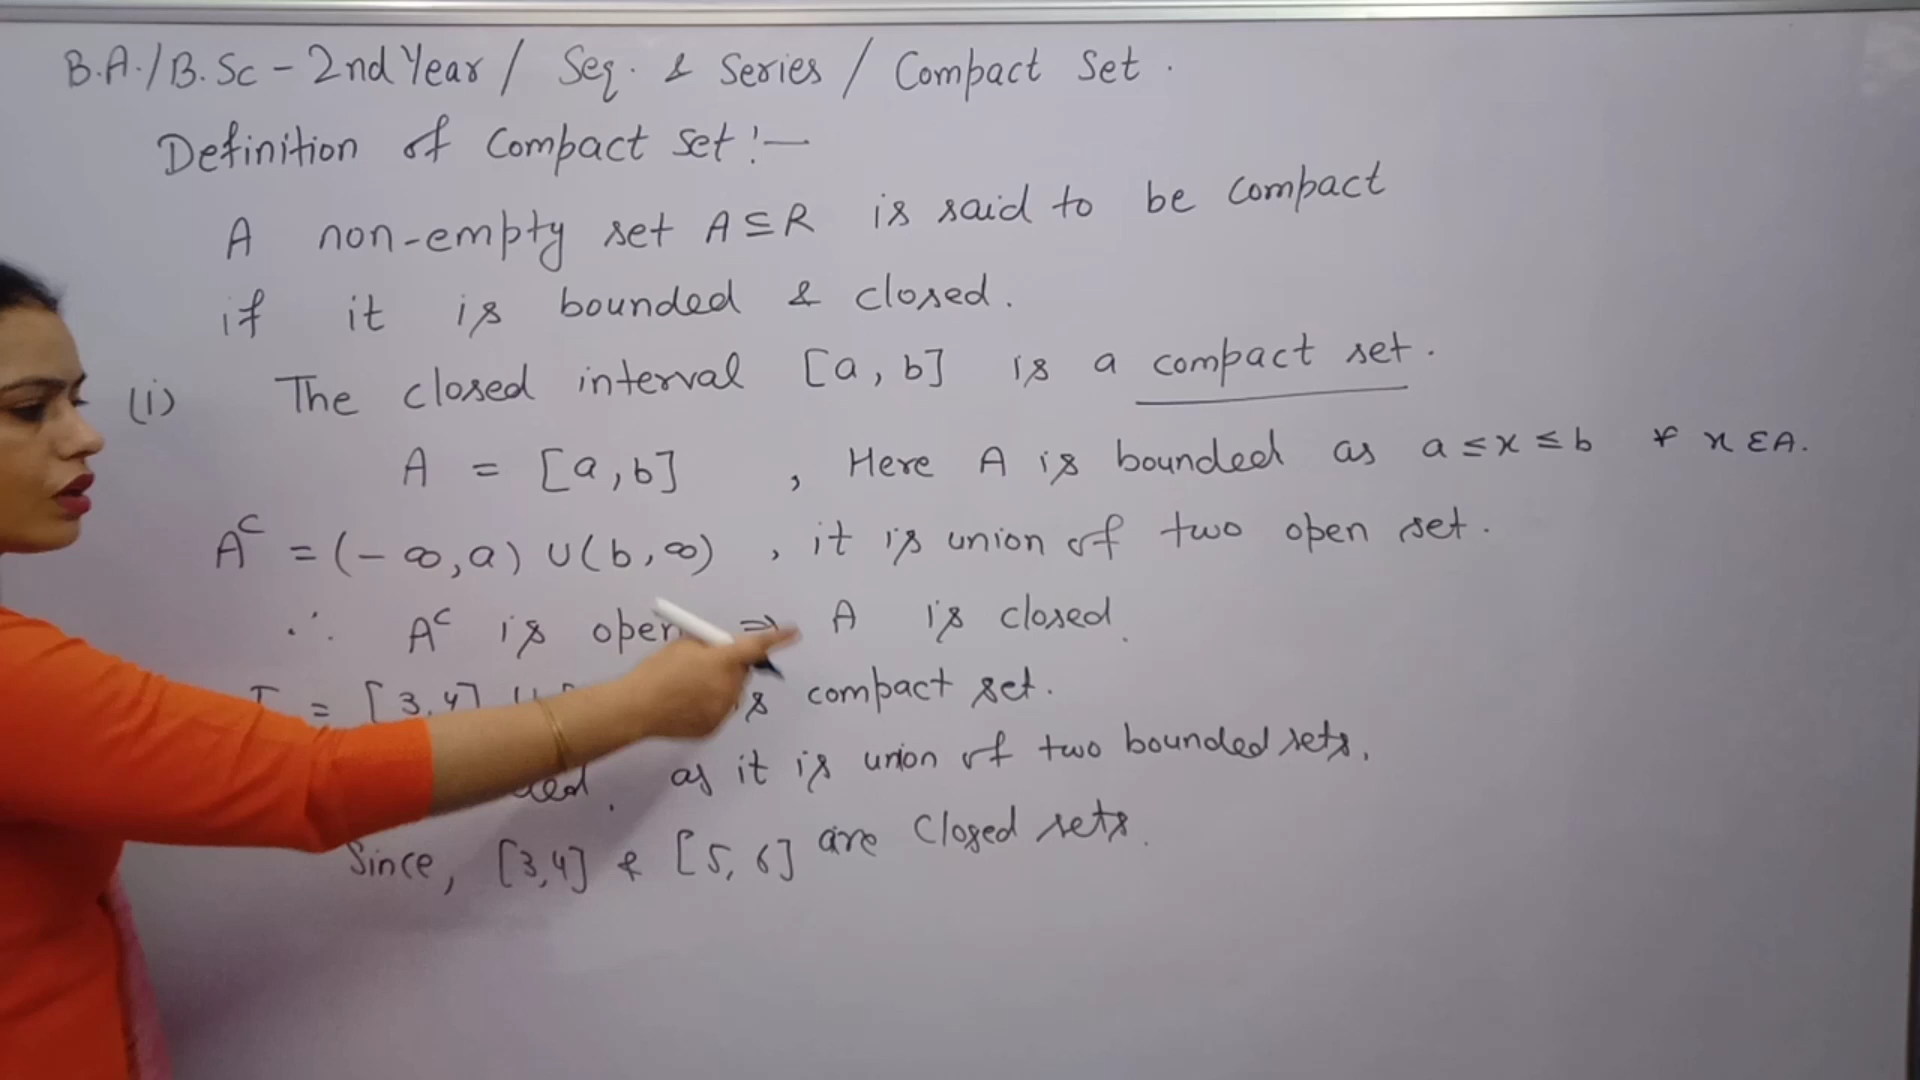 B.A./B.Sc - 2nd Year / Seq. & Series / Compact Set.
Definition of Compact set :—
A non-empty set A ⊆ R is said to be compact
if it is bounded & closed.
(i) The closed interval [a, b] is a compact set.
A = [a, b] , Here A is bounded as a ≤ x ≤ b ∀ x ∈ A.
A^c = (-∞, a) ∪ (b, ∞) , it is union of two open set.
∴ A^c is open ⇒ A is closed.
= [3, 4] is compact set.
as it is union of two bounded sets.
Since, [3, 4] & [5, 6] are closed sets.